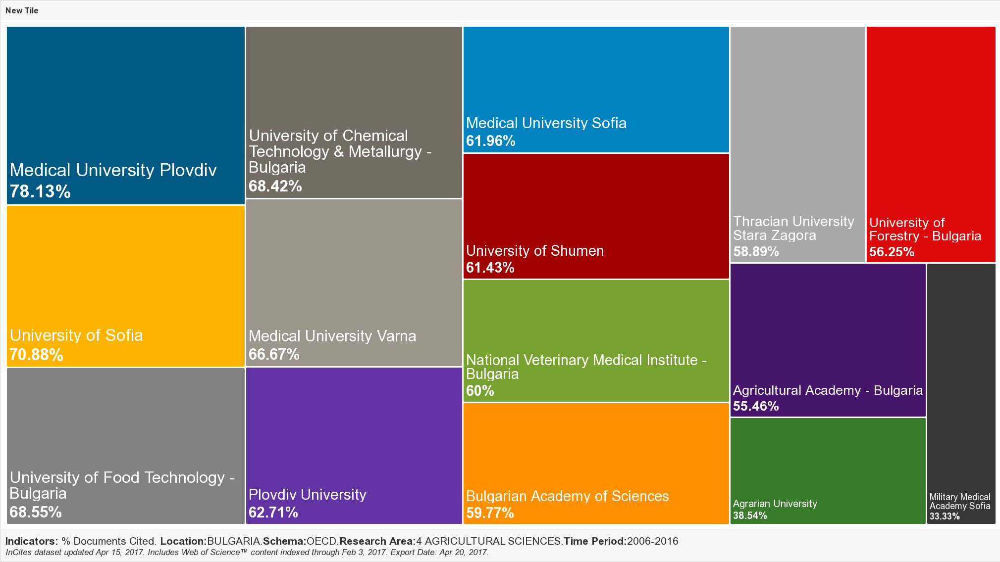 New Tile
Medical University Plovdiv
78.13%
University of Sofia
70.88%
University of Food Technology -
Bulgaria
68.55%
University of Chemical
Technology & Metallurgy -
Bulgaria
68.42%
Medical University Varna
66.67%
Plovdiv University
62.71%
Medical University Sofia
61.96%
University of Shumen
61.43%
National Veterinary Medical Institute -
Bulgaria
60%
Bulgarian Academy of Sciences
59.77%
Thracian University
Stara Zagora
58.89%
University of
Forestry - Bulgaria
56.25%
Agricultural Academy - Bulgaria
55.46%
Agrarian University
38.54%
Military Medical
Academy Sofia
33.33%
Indicators: % Documents Cited. Location:BULGARIA.Schema:OECD.Research Area:4 AGRICULTURAL SCIENCES.Time Period:2006-2016
InCites dataset updated Apr 15, 2017. Includes Web of Science™ content indexed through Feb 3, 2017. Export Date: Apr 20, 2017.